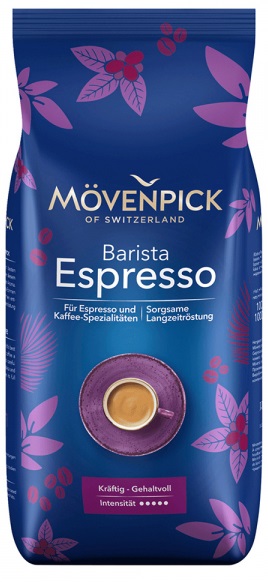 MÖVENPICK
OF SWITZERLAND
Barista
Espresso
Für Espresso und
Kaffee-Spezialitäten
Sorgsame
Langzeitröstung
Kräftig - Gehaltvoll
Intensität